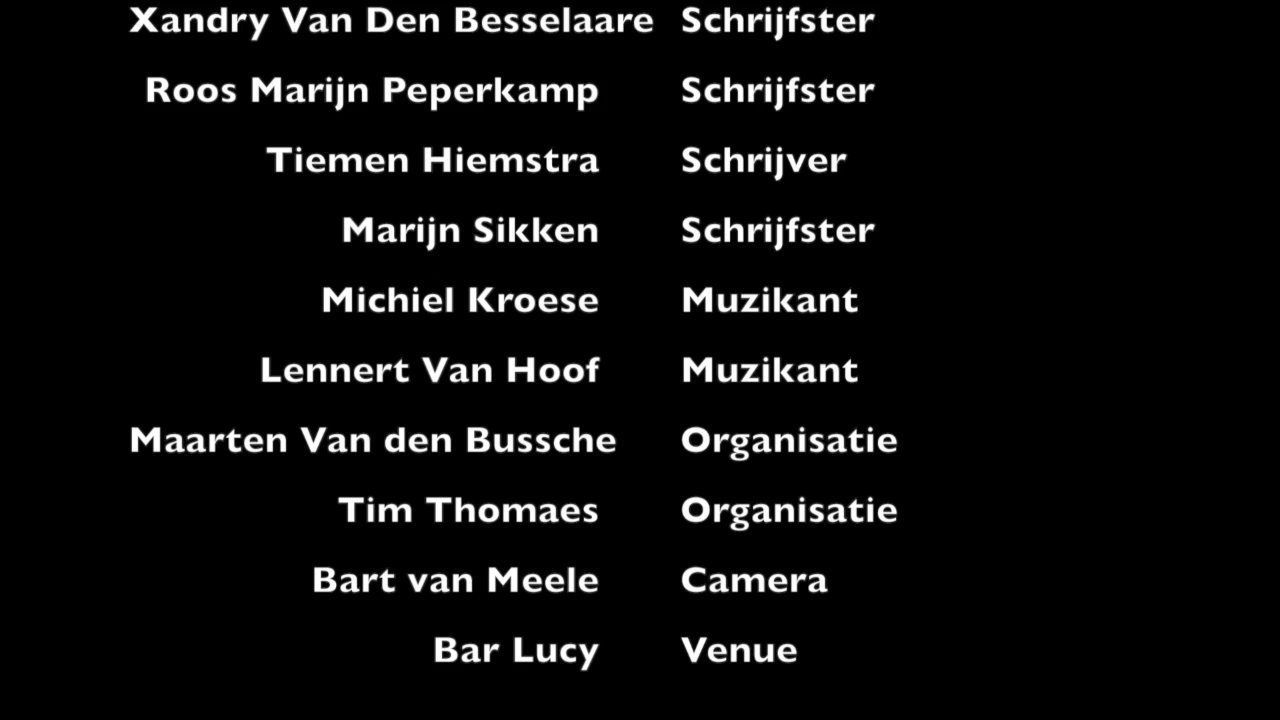 Xandry Van Den Besselaare Schrijfster
Roos Marijn Peperkamp Schrijfster
Tiemen Hiemstra Schrijver
Marijn Sikken Schrijfster
Michiel Kroese Muzikant
Lennert Van Hoof Muzikant
Maarten Van den Bussche Organisatie
Tim Thomaes Organisatie
Bart van Meele Camera
Bar Lucy Venue